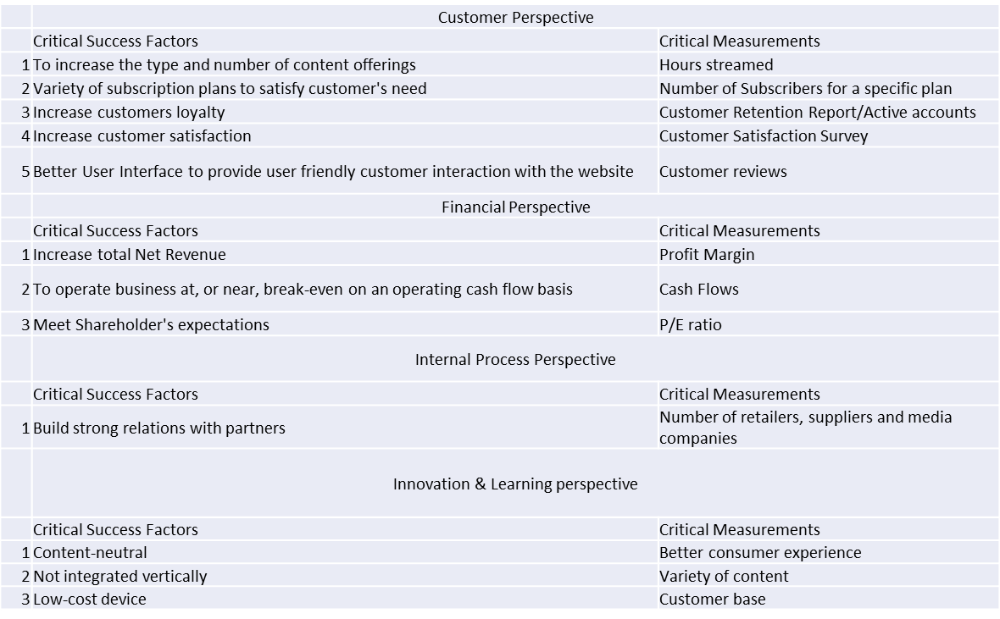 Customer Perspective
Critical Success Factors Critical Measurements
1 To increase the type and number of content offerings Hours streamed
2 Variety of subscription plans to satisfy customer's need Number of Subscribers for a specific plan
3 Increase customers loyalty Customer Retention Report/Active accounts
4 Increase customer satisfaction Customer Satisfaction Survey
5 Better User Interface to provide user friendly customer interaction with the website Customer reviews
Financial Perspective
Critical Success Factors Critical Measurements
1 Increase total Net Revenue Profit Margin
2 To operate business at, or near, break-even on an operating cash flow basis Cash Flows
3 Meet Shareholder's expectations P/E ratio
Internal Process Perspective
Critical Success Factors Critical Measurements
1 Build strong relations with partners Number of retailers, suppliers and media
companies
Innovation & Learning perspective
Critical Success Factors Critical Measurements
1 Content-neutral Better consumer experience
2 Not integrated vertically Variety of content
3 Low-cost device Customer base